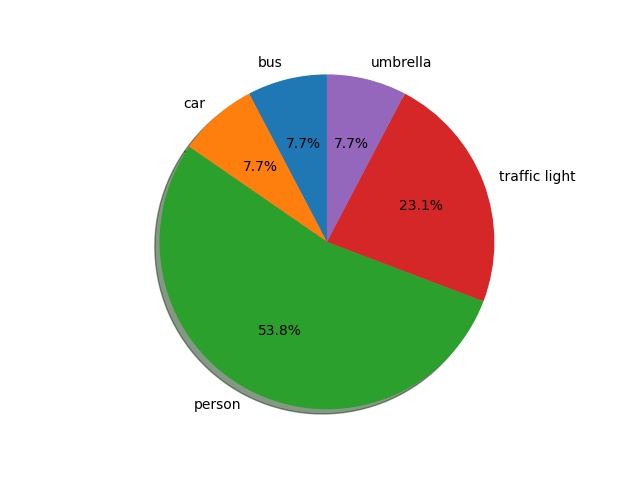 bus
umbrella
car
7.7%
7.7%
7.7%
traffic light
23.1%
53.8%
person